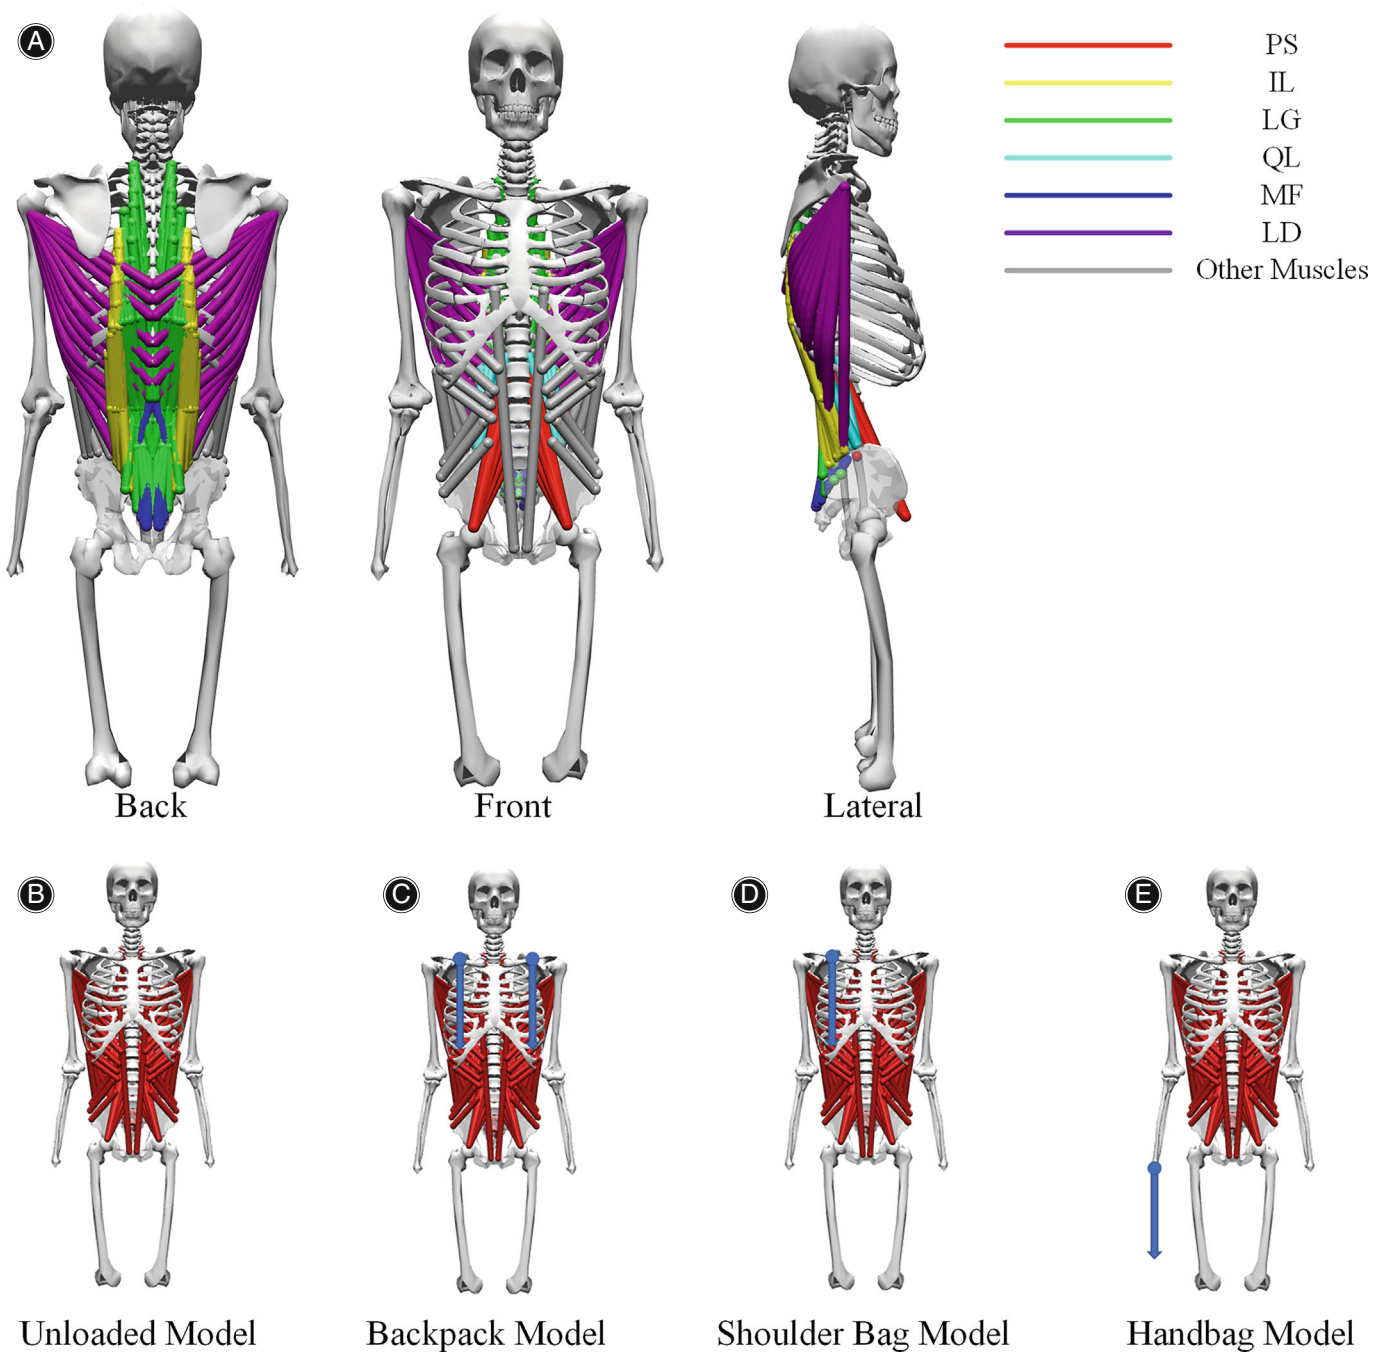 A
PS
IL
LG
QL
MF
LD
Other Muscles
Back
Front
Lateral
B
C
D
E
Unloaded Model
Backpack Model
Shoulder Bag Model
Handbag Model